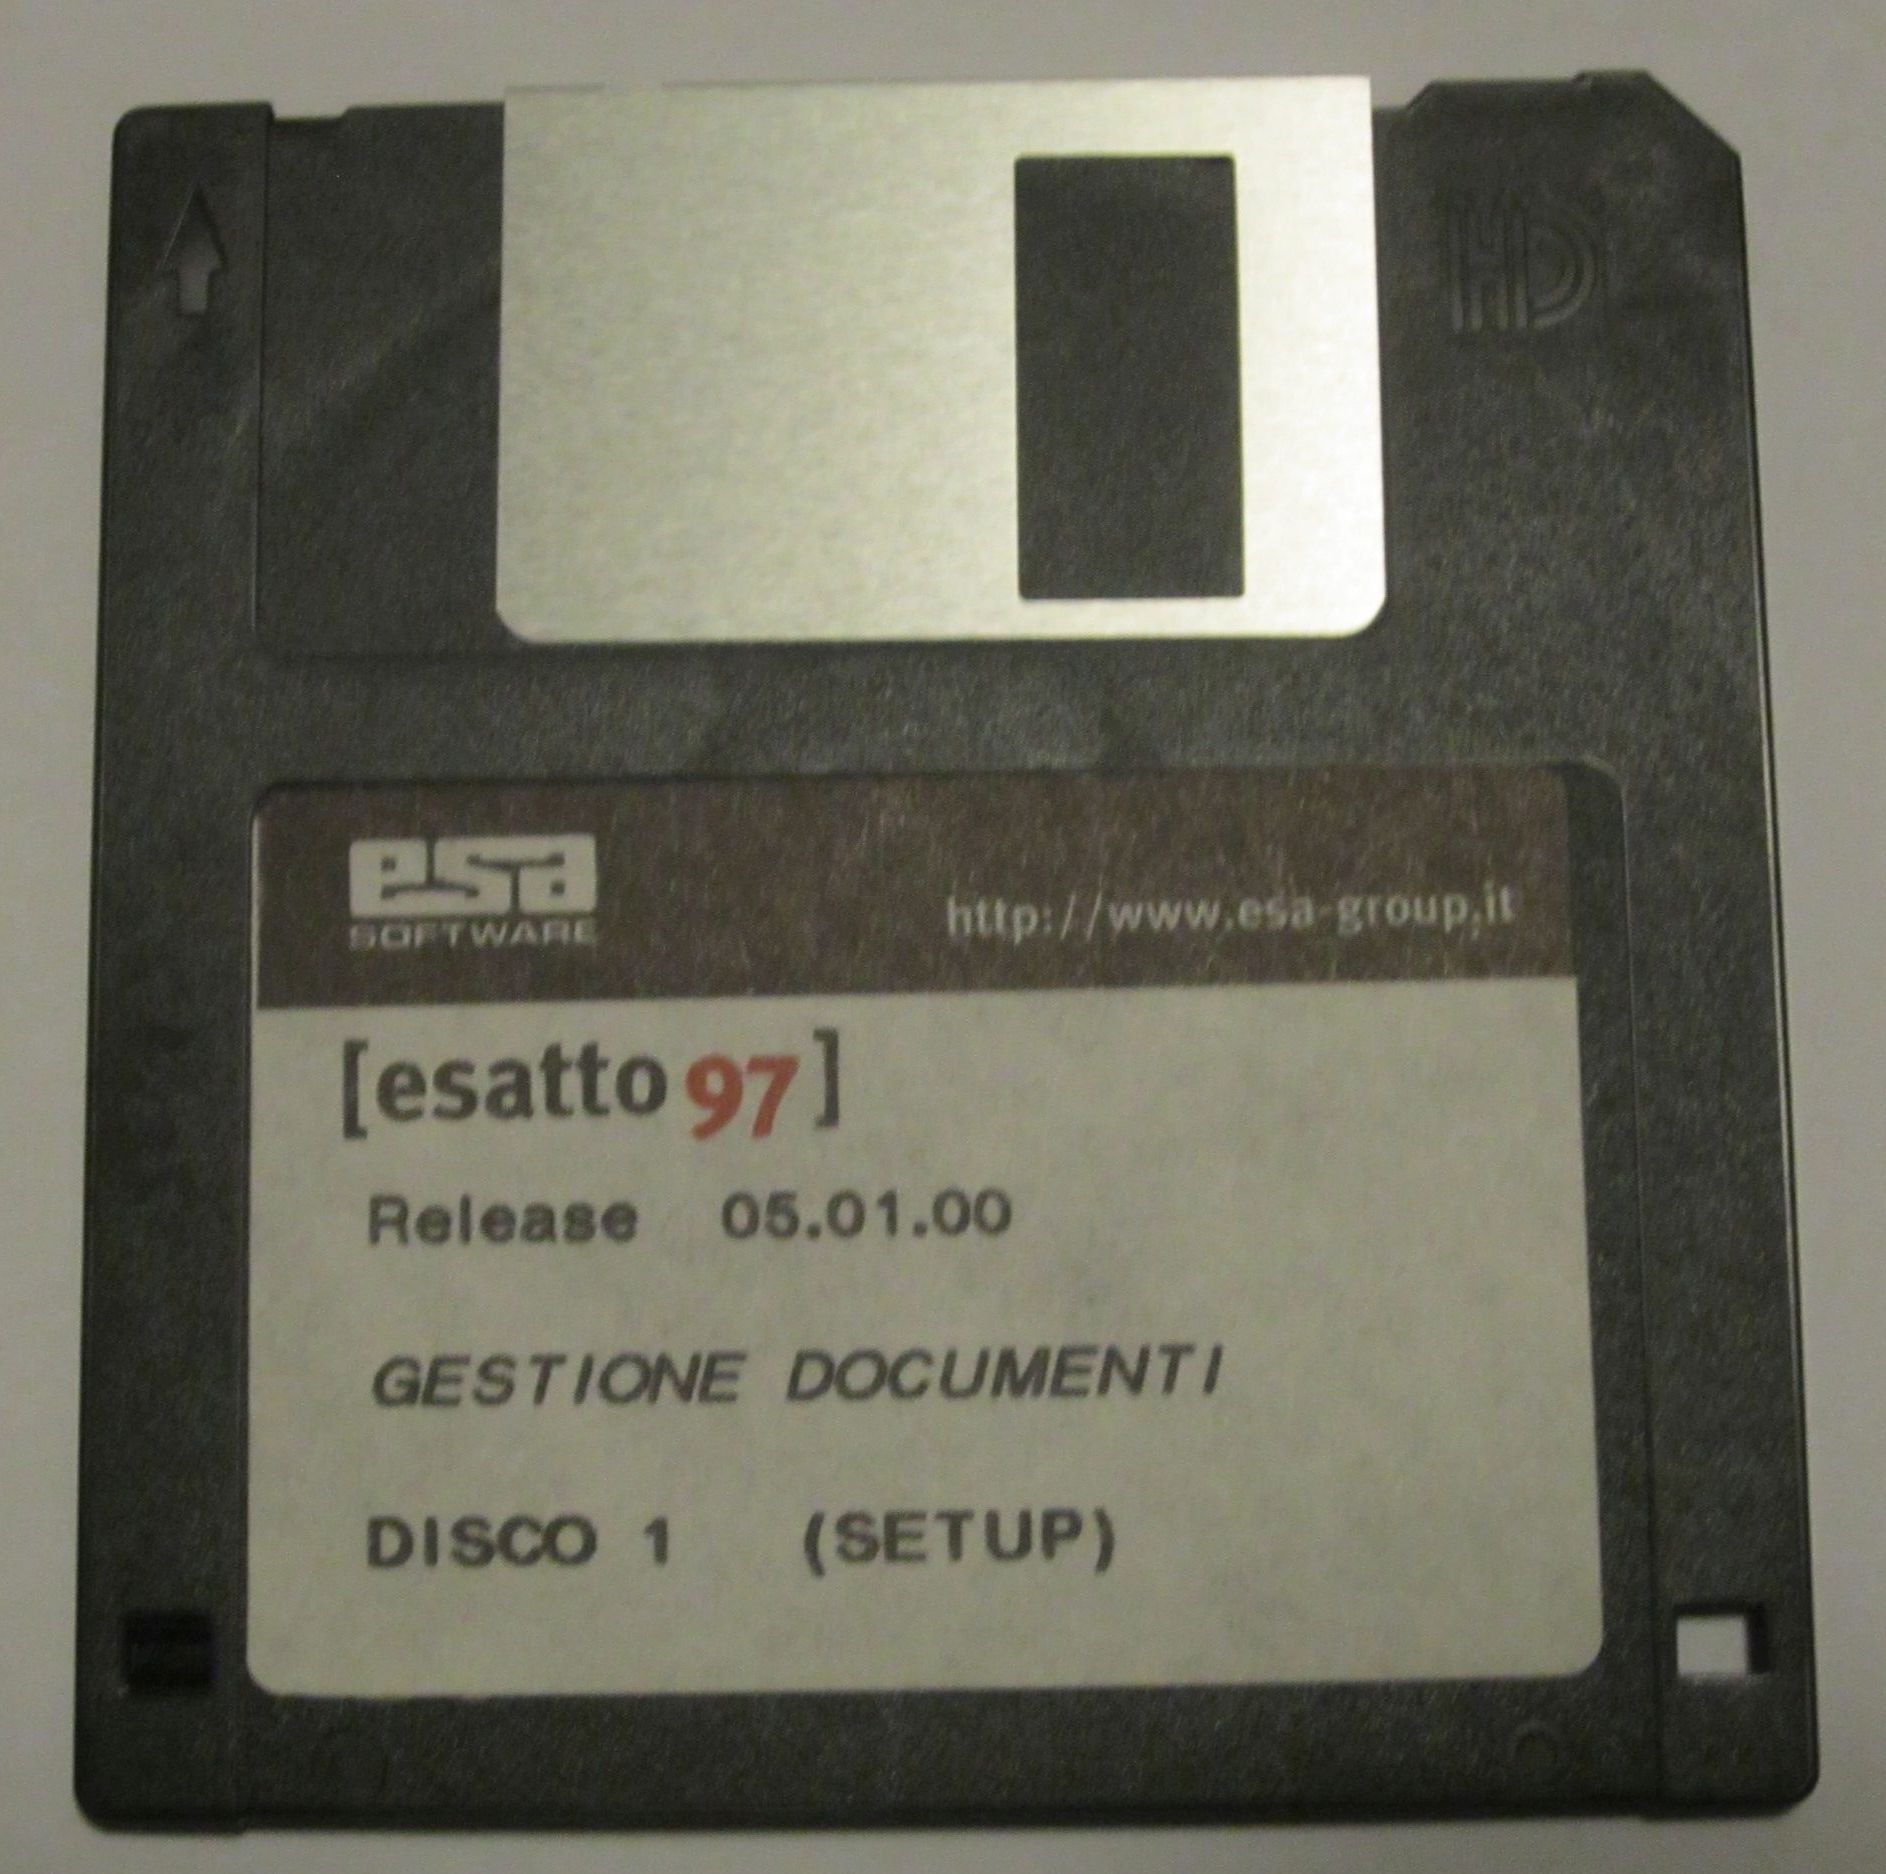 HD
esa
SOFTWARE
http://www.esa-group.it
[esatto 97]
Release 05.01.00
GESTIONE DOCUMENTI
DISCO 1 (SETUP)